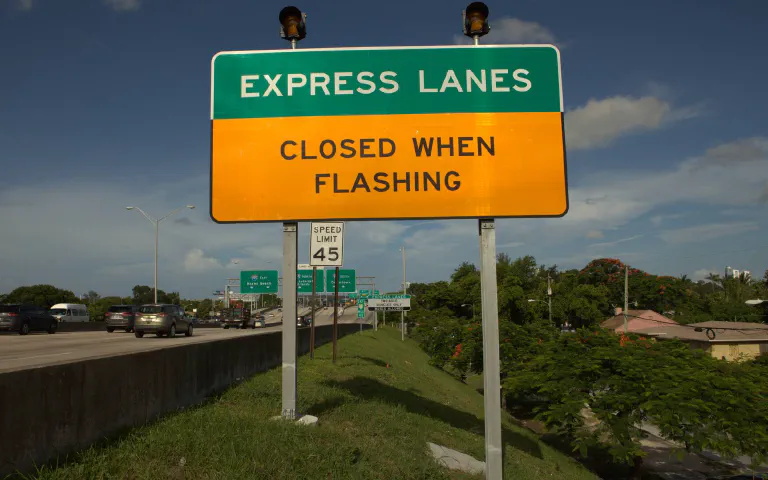 EXPRESS LANES
CLOSED WHEN
FLASHING
SPEED
LIMIT
45